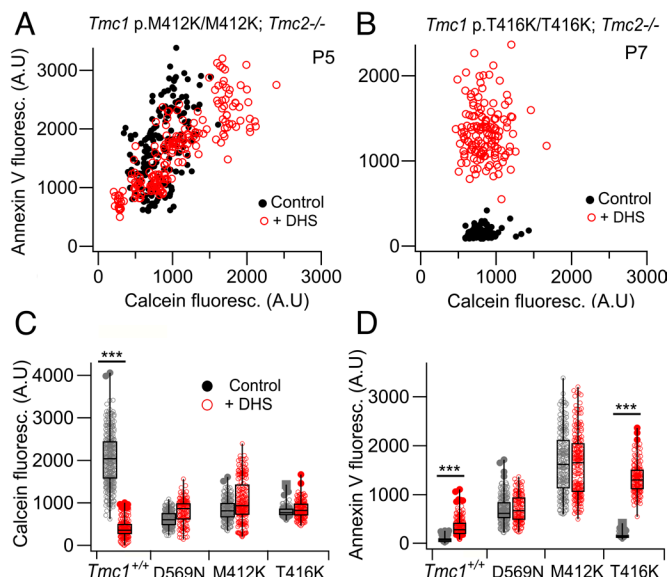 A
Tmc1 p.M412K/M412K; Tmc2-/-
P5
Annexin V fluoresc. (A.U)
3000
2000
1000
0
Control
+ DHS
0
1000
2000
3000
Calcein fluoresc. (A.U)
B
Tmc1 p.T416K/T416K; Tmc2-/-
P7
2000
1000
0
Control
+ DHS
0
1000
2000
3000
Calcein fluoresc. (A.U)
C
***
Calcein fluoresc. (A.U)
4000
3000
2000
1000
0
Control
+ DHS
Tmc1+/+
D569N
M412K
T416K
D
Annexin V fluoresc. (A.U)
3000
2000
1000
0
***
***
Tmc1+/+
D569N
M412K
T416K